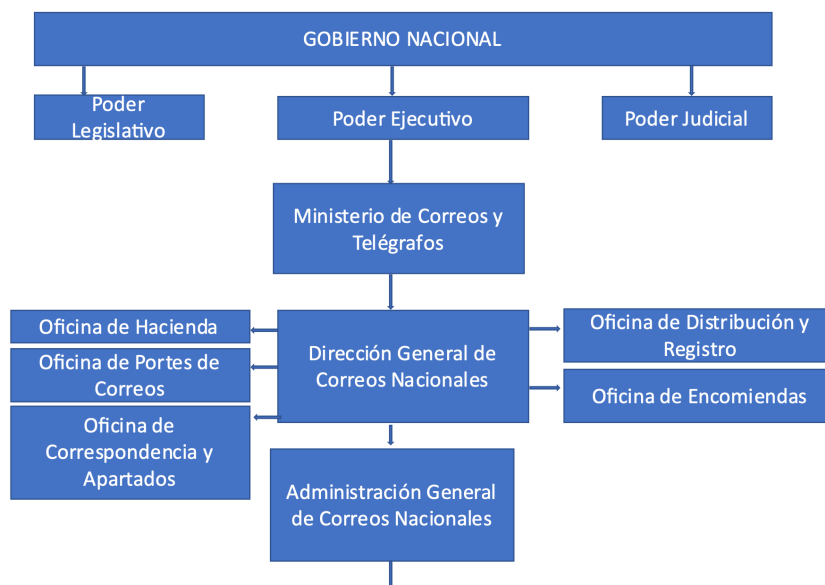 GOBIERNO NACIONAL
Poder
Legislativo
Poder Ejecutivo
Poder Judicial
Ministerio de Correos y
Telégrafos
Oficina de Hacienda
Oficina de Portes de
Correos
Oficina de
Correspondencia y
Apartados
Dirección General de
Correos Nacionales
Oficina de Distribución y
Registro
Oficina de Encomiendas
Administración General
de Correos Nacionales